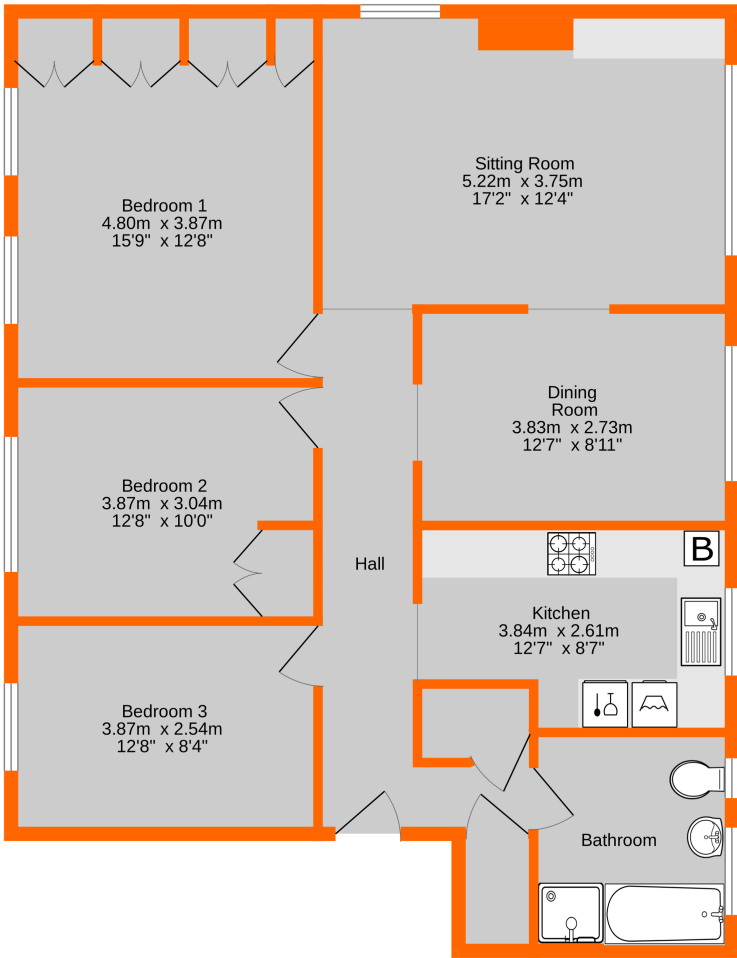 Sitting Room
5.22m  x 3.75m
17'2"  x 12'4"
Bedroom 1
4.80m  x 3.87m
15'9"  x 12'8"
Dining
Room
3.83m  x 2.73m
12'7"  x 8'11"
Bedroom 2
3.87m  x 3.04m
12'8"  x 10'0"
Hall
B
Kitchen
3.84m  x 2.61m
12'7"  x 8'7"
Bedroom 3
3.87m  x 2.54m
12'8"  x 8'4"
Bathroom